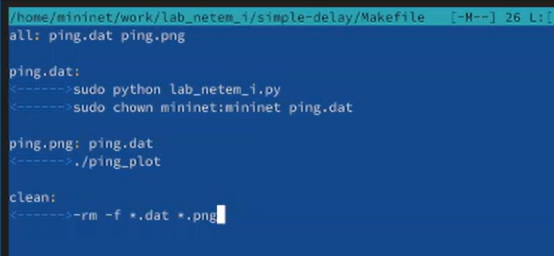 /home/mininet/work/lab_netem_i/simple-delay/Makefile [-M--] 26 L:[
all: ping.dat ping.png
ping.dat:
<------>sudo python lab_netem_i.py
<------>sudo chown mininet:mininet ping.dat
ping.png: ping.dat
<------>./ping_plot
clean:
<------>-rm -f *.dat *.png